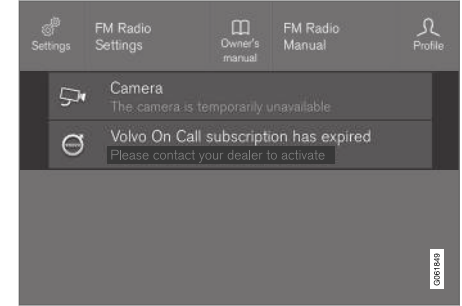 Settings
FM Radio
Settings
Owner's
manual
FM Radio
Manual
Profile
Camera
The camera is temporarily unavailable
Volvo On Call subscription has expired
Please contact your dealer to activate
G061849